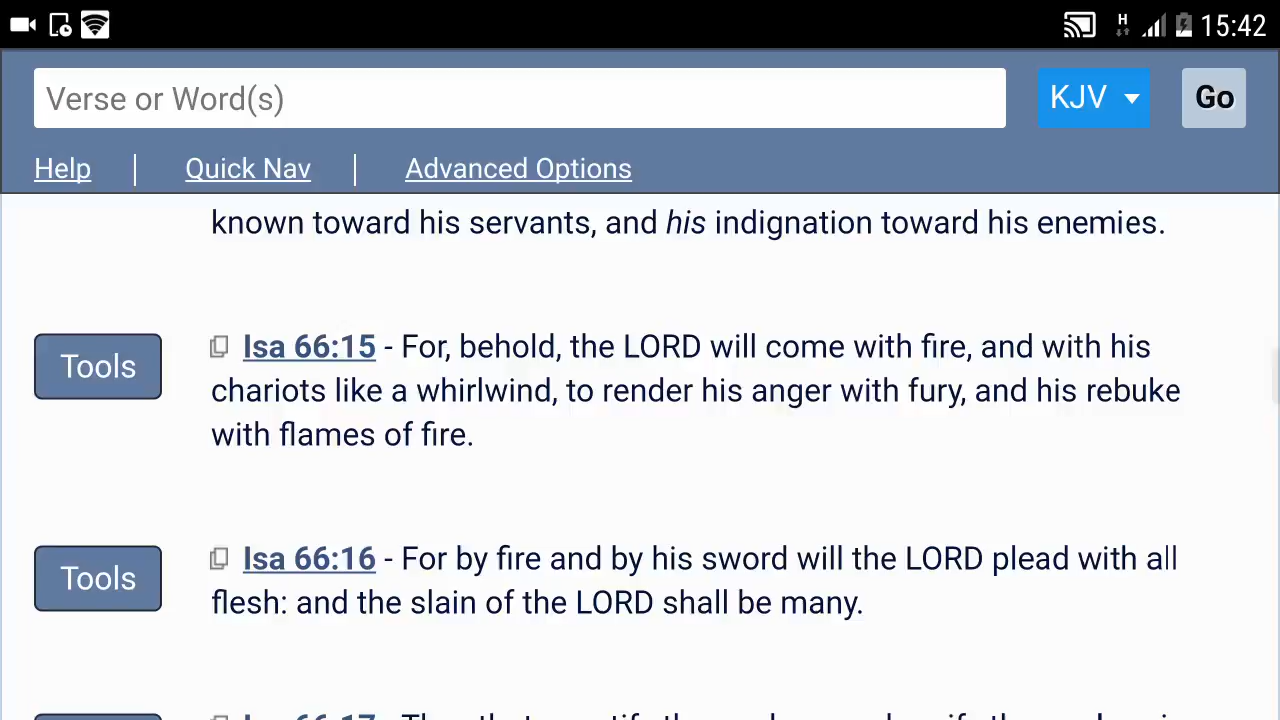 H 15:42
Verse or Word(s) KJV Go
Help | Quick Nav | Advanced Options
known toward his servants, and his indignation toward his enemies.
Tools Isa 66:15 - For, behold, the LORD will come with fire, and with his
chariots like a whirlwind, to render his anger with fury, and his rebuke
with flames of fire.
Tools Isa 66:16 - For by fire and by his sword will the LORD plead with all
flesh: and the slain of the LORD shall be many.
Isa 66:17